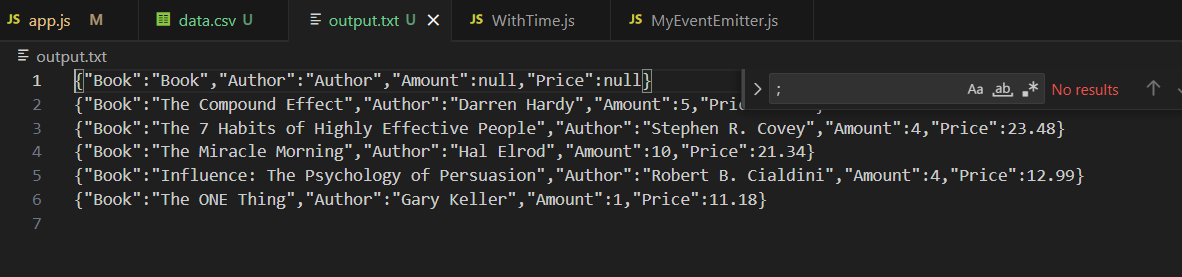 JS app.js M
data.csv U
output.txt U
JS WithTime.js
JS MyEventEmitter.js
output.txt
1 {"Book":"Book","Author":"Author","Amount":null,"Price":null}
; Aa ab .* No results
2 {"Book":"The Compound Effect","Author":"Darren Hardy","Amount":5,"Pric
3 {"Book":"The 7 Habits of Highly Effective People","Author":"Stephen R. Covey","Amount":4,"Price":23.48}
4 {"Book":"The Miracle Morning","Author":"Hal Elrod","Amount":10,"Price":21.34}
5 {"Book":"Influence: The Psychology of Persuasion","Author":"Robert B. Cialdini","Amount":4,"Price":12.99}
6 {"Book":"The ONE Thing","Author":"Gary Keller","Amount":1,"Price":11.18}
7